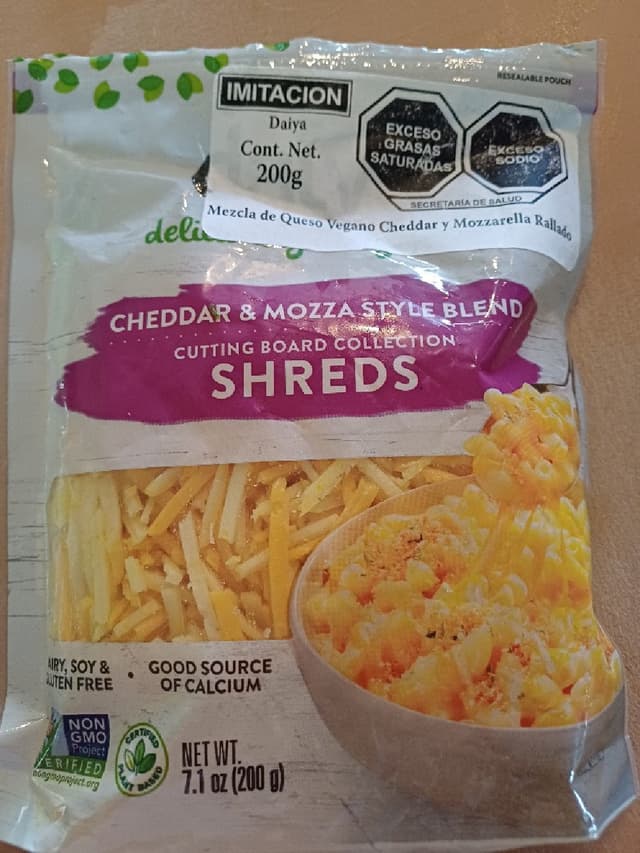 RESEALABLE POUCH
IMITACION
Daiya
Cont. Net.
200g
EXCESO
GRASAS
SATURADAS
EXCESO
SODIO
SECRETARÍA DE SALUD
Mezcla de Queso Vegano Cheddar y Mozzarella Rallado
CHEDDAR & MOZZA STYLE BLEND
CUTTING BOARD COLLECTION
SHREDS
AIRY, SOY &
GLUTEN FREE
• GOOD SOURCE
OF CALCIUM
NON
GMO
Project
VERIFIED
nongmoproject.org
CERTIFIED
PLANT BASED
NET WT.
7.1 oz (200 g)